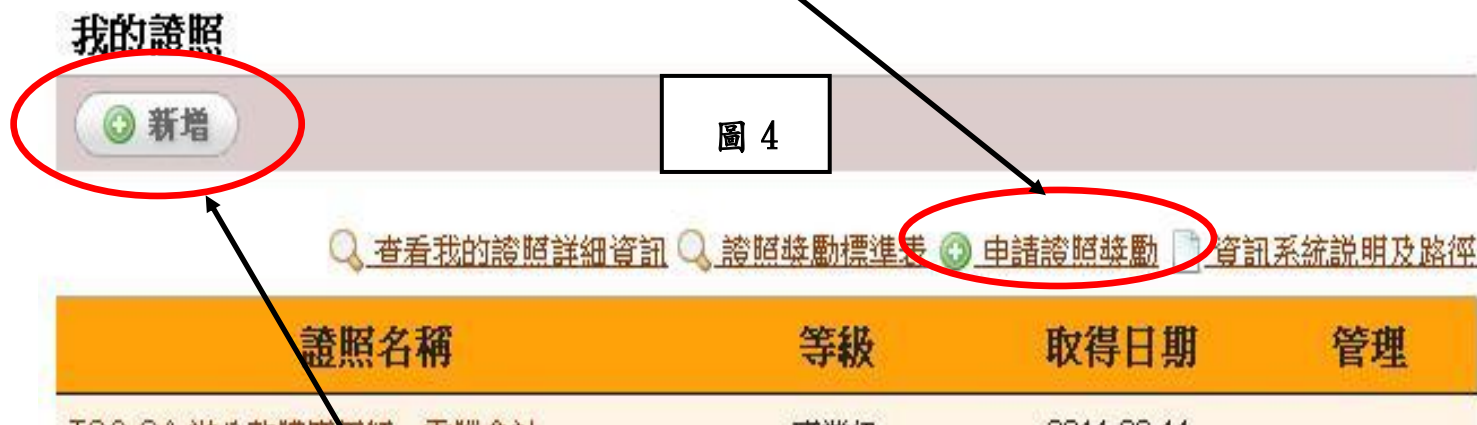 我的證照
新增
圖 4
查看我的證照詳細資訊 證照獎勵標準表 申請證照獎勵 資訊系統說明及路徑
證照名稱 等級 取得日期 管理